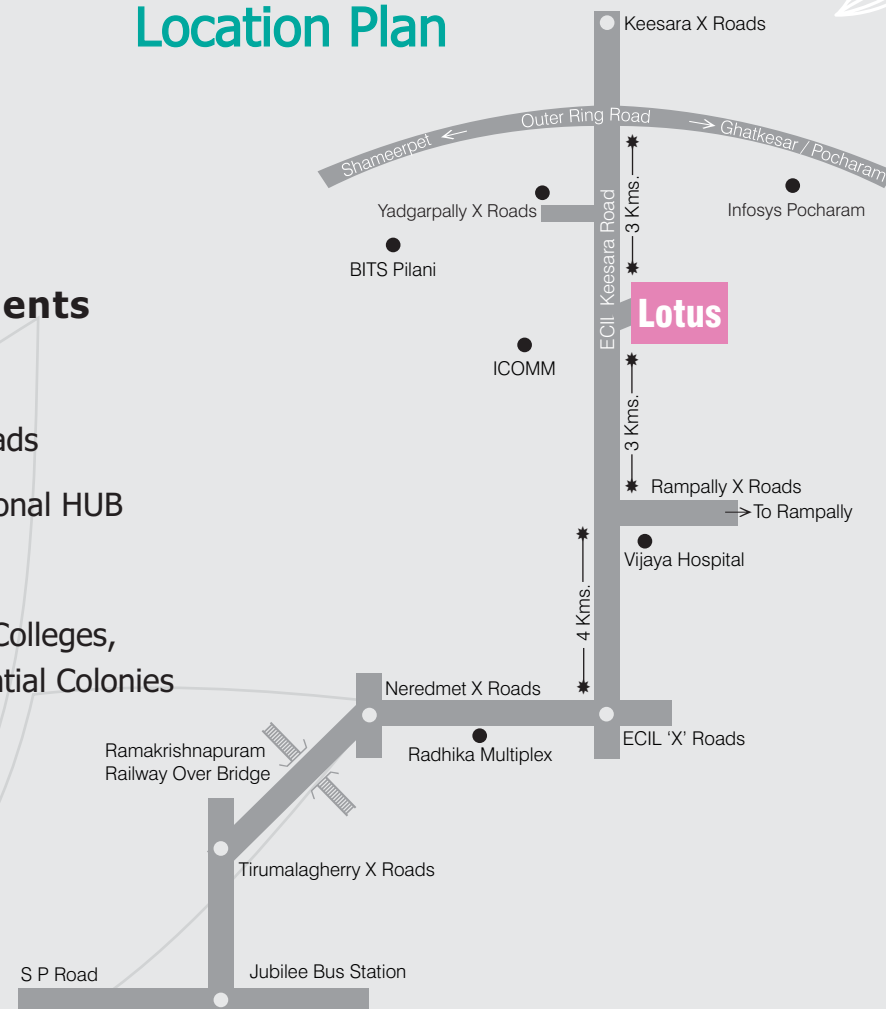 Location Plan
Keesara X Roads
Outer Ring Road
Shameerpet
Ghatkesar / Pocharam
3 Kms.
Yadgarpally X Roads
Infosys Pocharam
ECIL Keesara Road
BITS Pilani
ents
Lotus
ICOMM
3 Kms.
ads
Rampally X Roads
onal HUB
To Rampally
Vijaya Hospital
4 Kms.
Colleges,
ntial Colonies
Neredmet X Roads
ECIL ‘X’ Roads
Radhika Multiplex
Ramakrishnapuram
Railway Over Bridge
Tirumalagherry X Roads
S P Road
Jubilee Bus Station